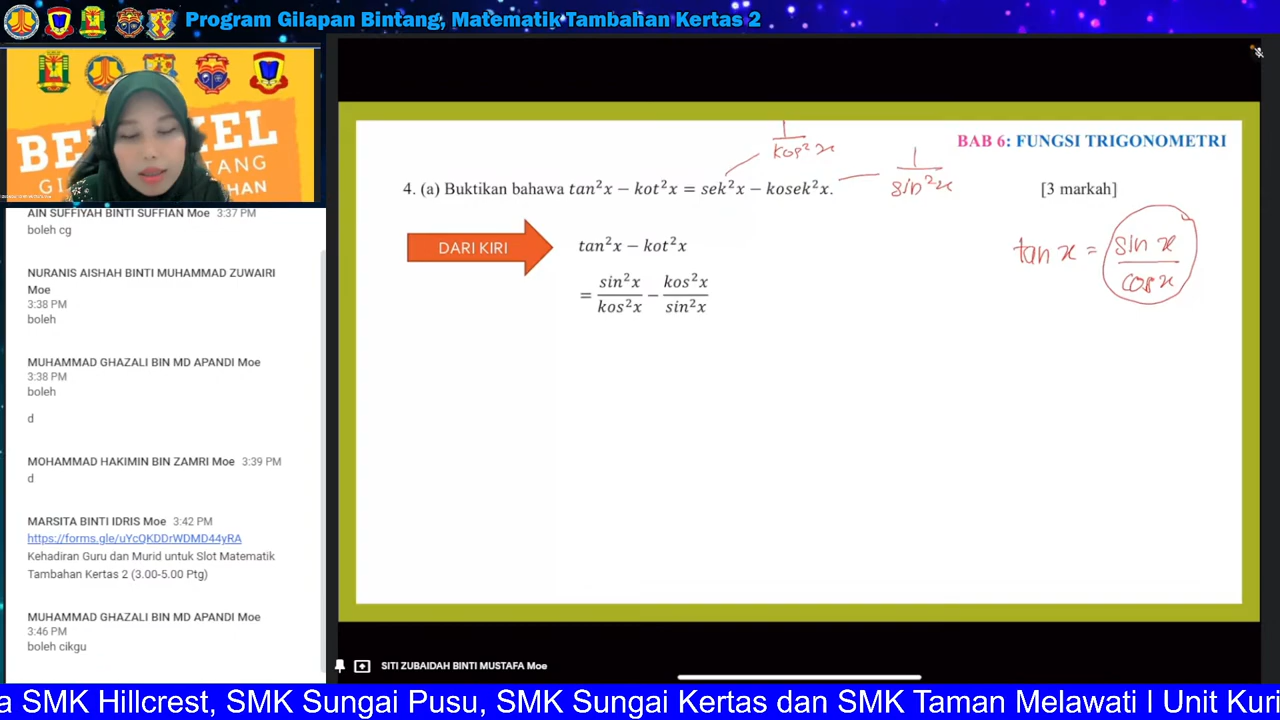 Program Gilapan Bintang, Matematik Tambahan Kertas 2
AIN SUFFIYAH BINTI SUFFIAN Moe 3:37 PM
boleh cg
NURANIS AISHAH BINTI MUHAMMAD ZUWAIRI
Moe
3:38 PM
boleh
MUHAMMAD GHAZALI BIN MD APANDI Moe
3:38 PM
boleh
d
MOHAMMAD HAKIMIN BIN ZAMRI Moe 3:39 PM
d
MARSITA BINTI IDRIS Moe 3:42 PM
https://forms.gle/uYcQKDDrWDMD44yRA
Kehadiran Guru dan Murid untuk Slot Matematik
Tambahan Kertas 2 (3.00-5.00 Ptg)
MUHAMMAD GHAZALI BIN MD APANDI Moe
3:46 PM
boleh cikgu
BAB 6: FUNGSI TRIGONOMETRI
1/kos²x
1/sin²x
4. (a) Buktikan bahawa tan²x − kot²x = sek²x − kosek²x. [3 markah]
DARI KIRI
tan²x − kot²x
= sin²x/kos²x − kos²x/sin²x
tan x = sin x/cos x
SITI ZUBAIDAH BINTI MUSTAFA Moe
a SMK Hillcrest, SMK Sungai Pusu, SMK Sungai Kertas dan SMK Taman Melawati l Unit Kuri